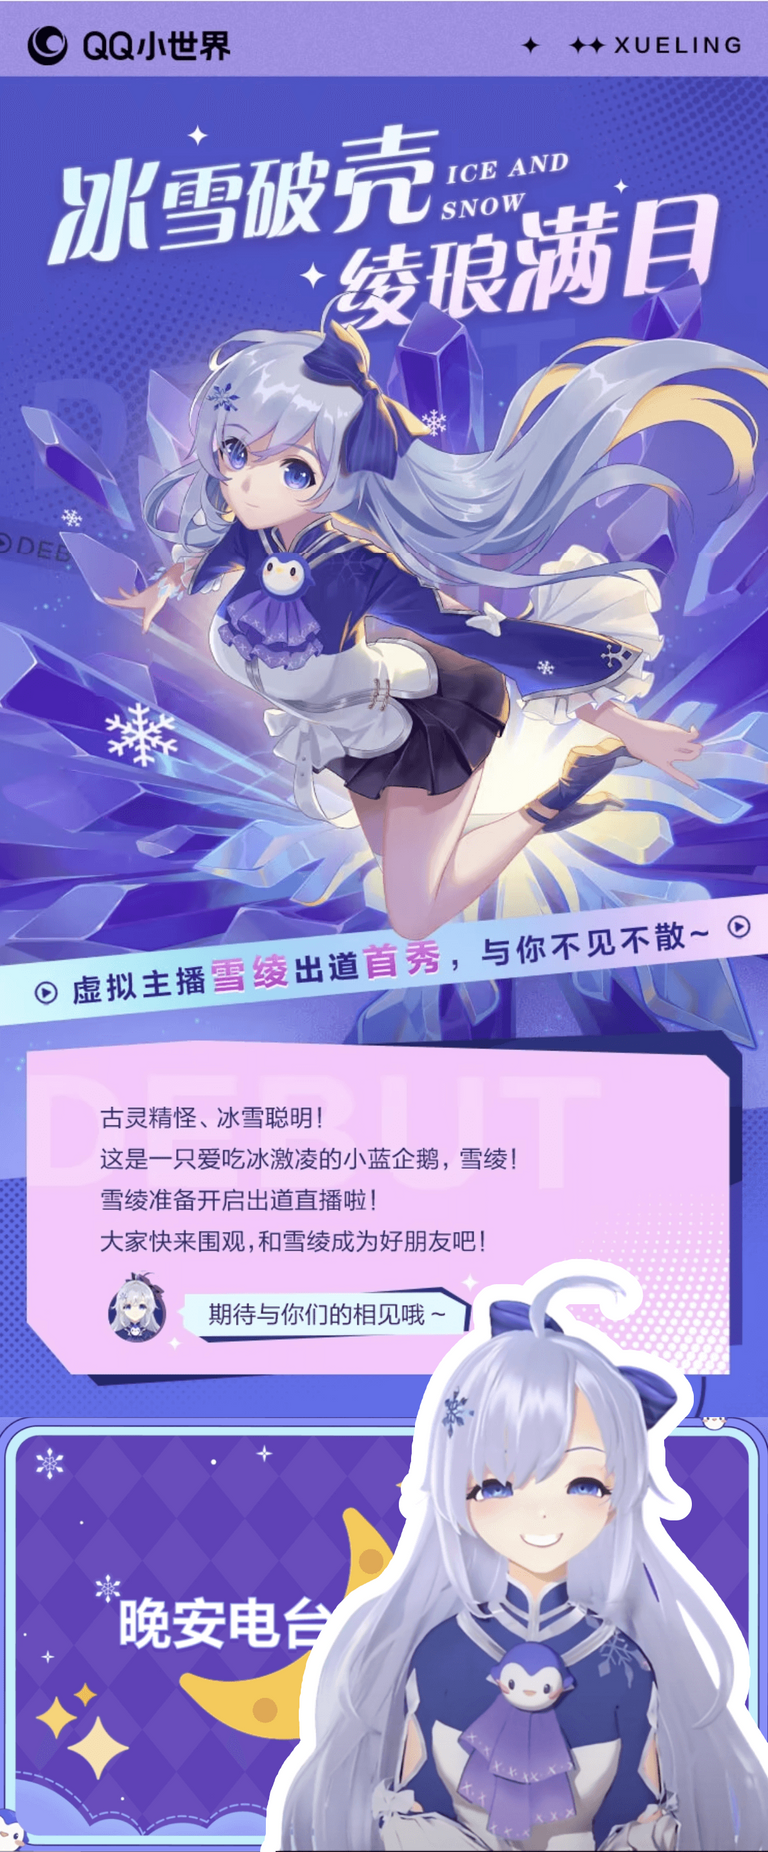 QQ小世界
XUELING
冰雪破壳
ICE AND
SNOW
绫琅满目
DEBUT
虚拟主播雪绫出道首秀，与你不见不散~
DEBUT
古灵精怪、冰雪聪明！
这是一只爱吃冰激凌的小蓝企鹅，雪绫！
雪绫准备开启出道直播啦！
大家快来围观，和雪绫成为好朋友吧！
期待与你们的相见哦~
晚安电台